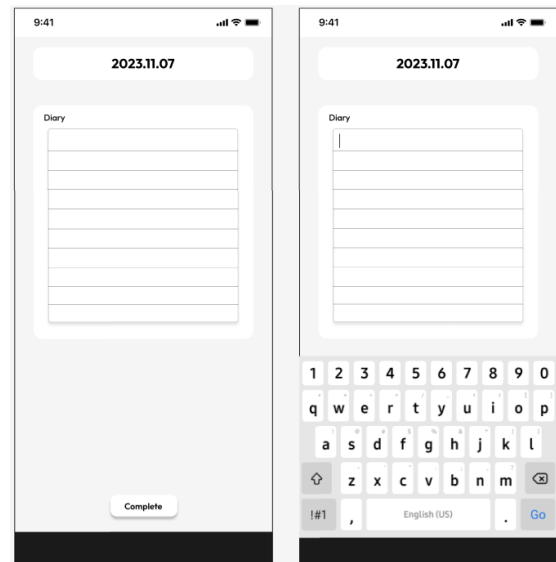 9:41
2023.11.07
Diary
Complete
9:41
2023.11.07
Diary
1 2 3 4 5 6 7 8 9 0
q w e r t y u i o p
a s d f g h j k l
z x c v b n m
!#1 , English (US) . Go